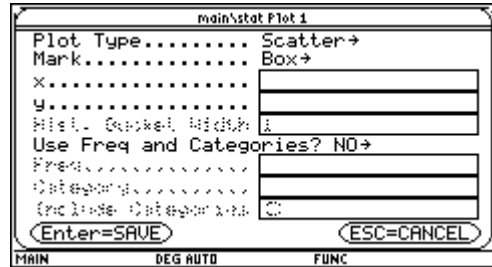 main\stat Plot 1
Plot Type......... Scatter→
Mark.............. Box→
x.................
y.................
Hist. Bucket Width 1
Use Freq and Categories? NO→
Freq..............
Category..........
Include Categories {}
Enter=SAVE ESC=CANCEL
MAIN DEG AUTO FUNC